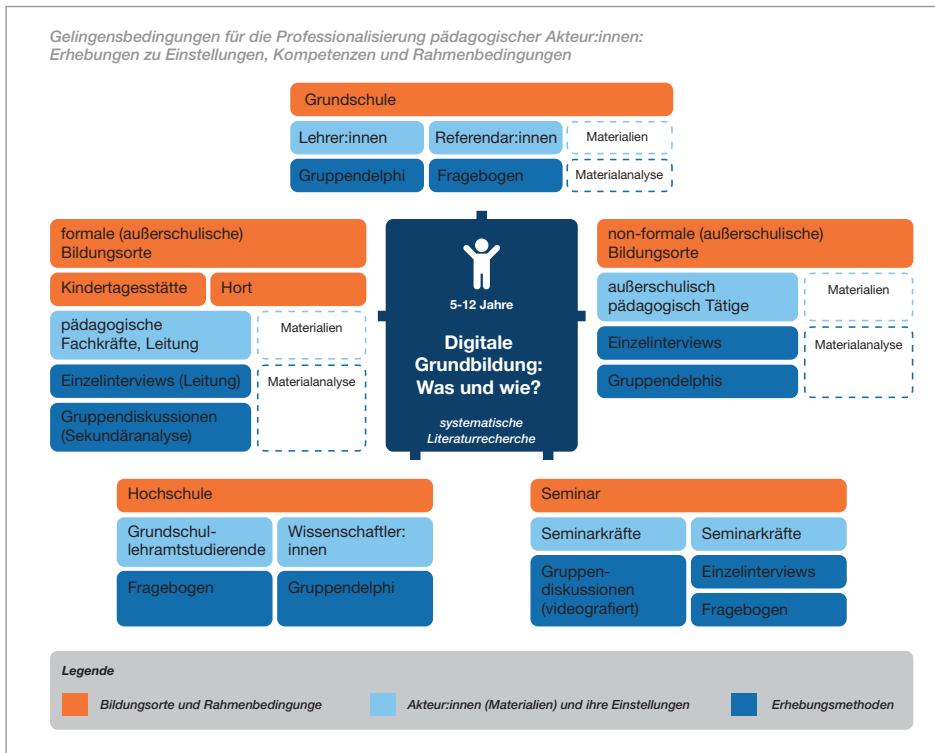 Gelingensbedingungen für die Professionalisierung pädagogischer Akteur:innen:
Erhebungen zu Einstellungen, Kompetenzen und Rahmenbedingungen
Grundschule
Lehrer:innen
Referendar:innen
Materialien
Gruppendelphi
Fragebogen
Materialanalyse
formale (außerschulische)
Bildungsorte
Kindertagesstätte
Hort
pädagogische
Fachkräfte, Leitung
Materialien
Einzelinterviews (Leitung)
Materialanalyse
Gruppendiskussionen
(Sekundäranalyse)
5-12 Jahre
Digitale
Grundbildung:
Was und wie?
systematische
Literaturrecherche
non-formale (außerschulische)
Bildungsorte
außerschulisch
pädagogisch Tätige
Materialien
Einzelinterviews
Materialanalyse
Gruppendelphis
Hochschule
Grundschul-
lehramtstudierende
Wissenschaftler:
innen
Fragebogen
Gruppendelphi
Seminar
Seminarkräfte
Seminarkräfte
Gruppen-
diskussionen
(videografiert)
Einzelinterviews
Fragebogen
Legende
Bildungsorte und Rahmenbedingunge
Akteur:innen (Materialien) und ihre Einstellungen
Erhebungsmethoden